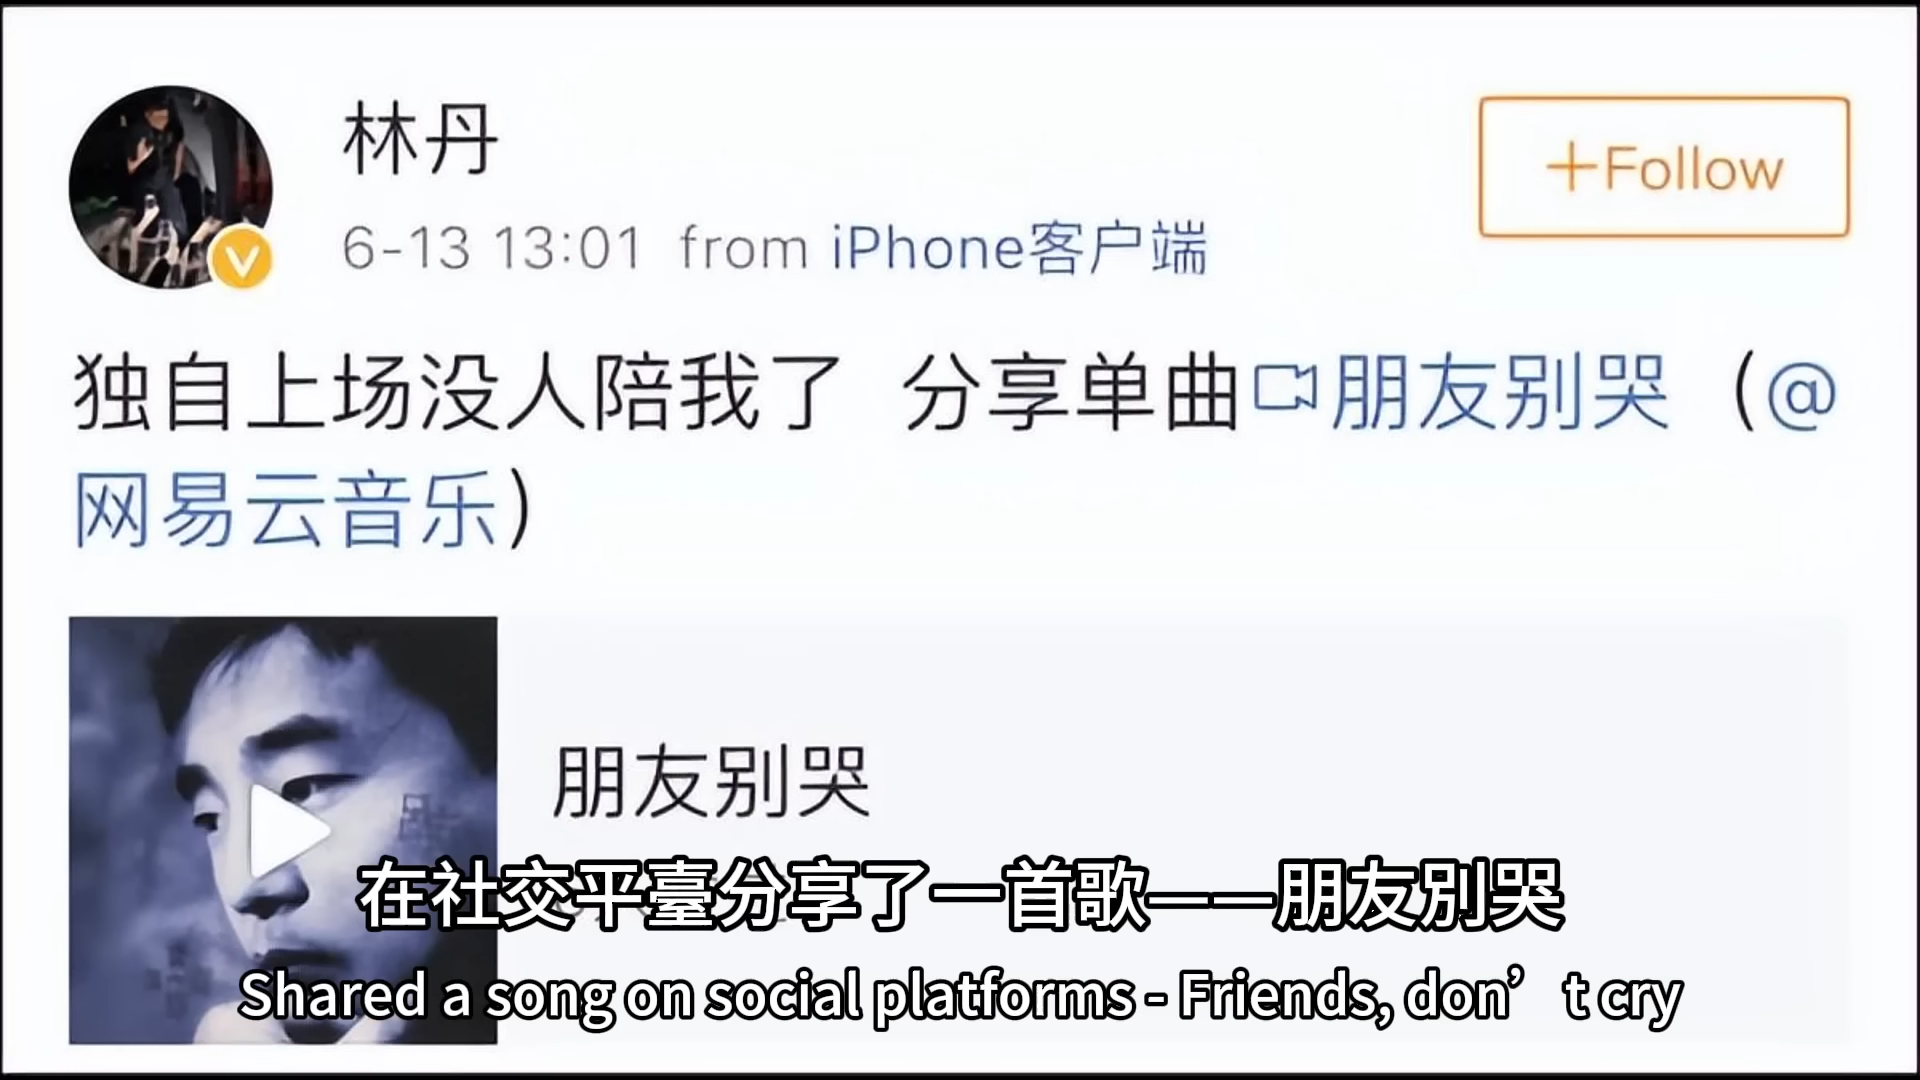 林丹
+Follow
6-13 13:01 from iPhone客户端
独自上场没人陪我了 分享单曲朋友别哭 (@
网易云音乐)
朋友别哭
在社交平臺分享了一首歌——朋友別哭
Shared a song on social platforms - Friends, don’t cry